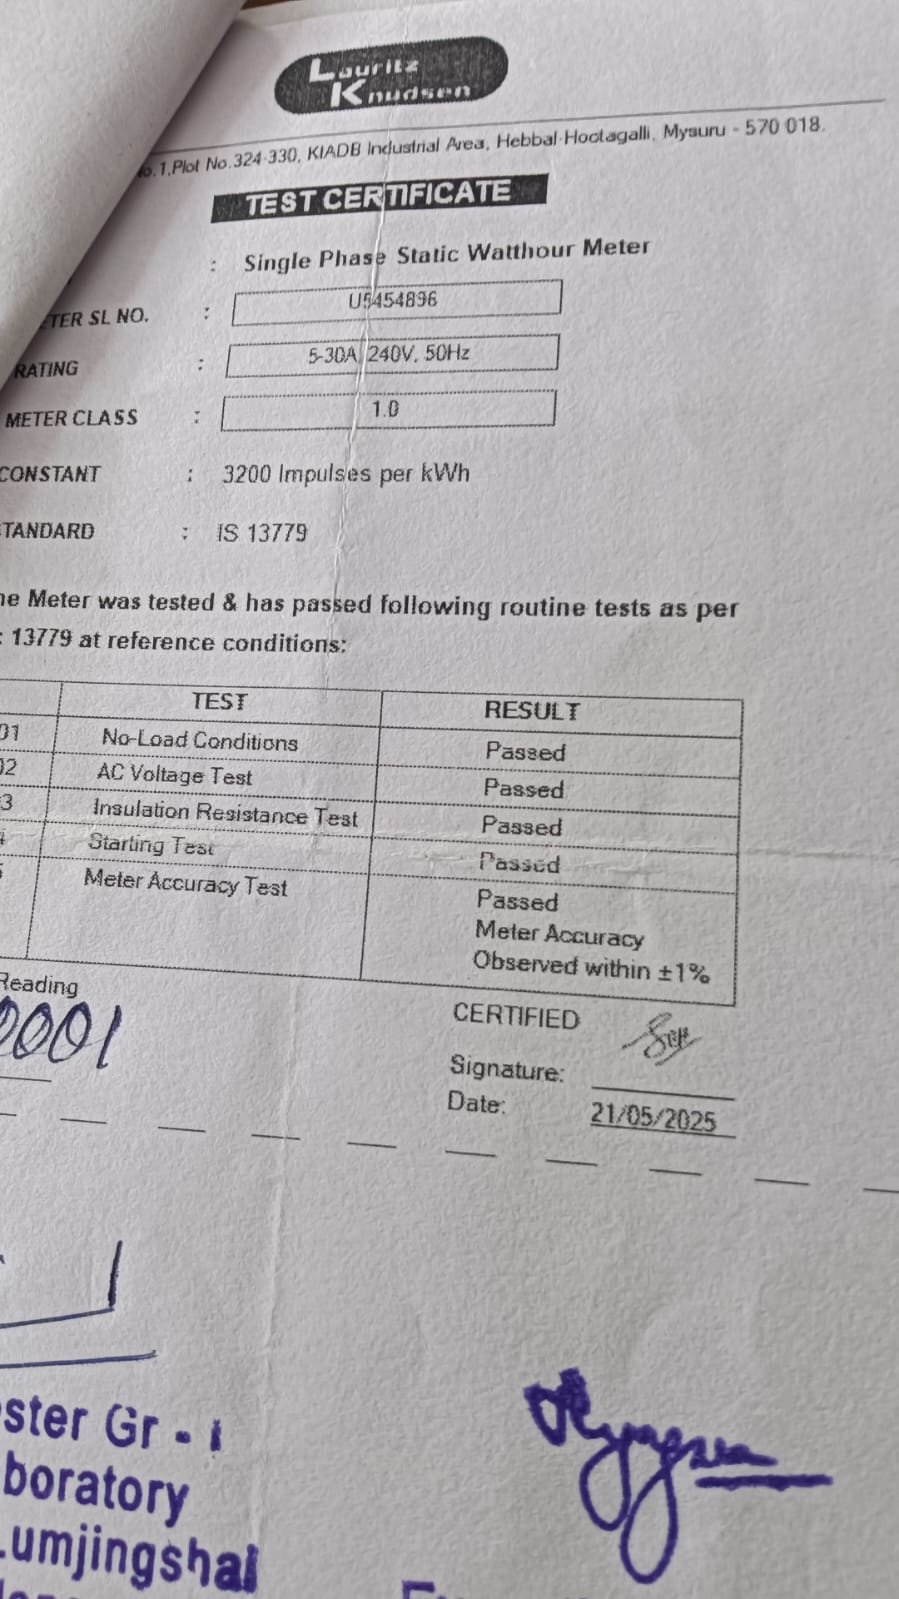 Lauritz
Knudsen
o.1,Plot No.324-330, KIADB Industrial Area, Hebbal-Hootagalli, Mysuru - 570 018.
TEST CERTIFICATE
: Single Phase Static Watthour Meter
TER SL NO. : U5454896
RATING : 5-30A, 240V, 50Hz
METER CLASS : 1.0
CONSTANT : 3200 Impulses per kWh
TANDARD : IS 13779
ne Meter was tested & has passed following routine tests as per
: 13779 at reference conditions:
TEST RESULT
01 No-Load Conditions Passed
02 AC Voltage Test Passed
3 Insulation Resistance Test Passed
Starting Test Passed
Meter Accuracy Test Passed
Meter Accuracy
Observed within ±1%
Reading
0001
CERTIFIED
Signature:
Date: 21/05/2025
ster Gr - I
boratory
umjingshai